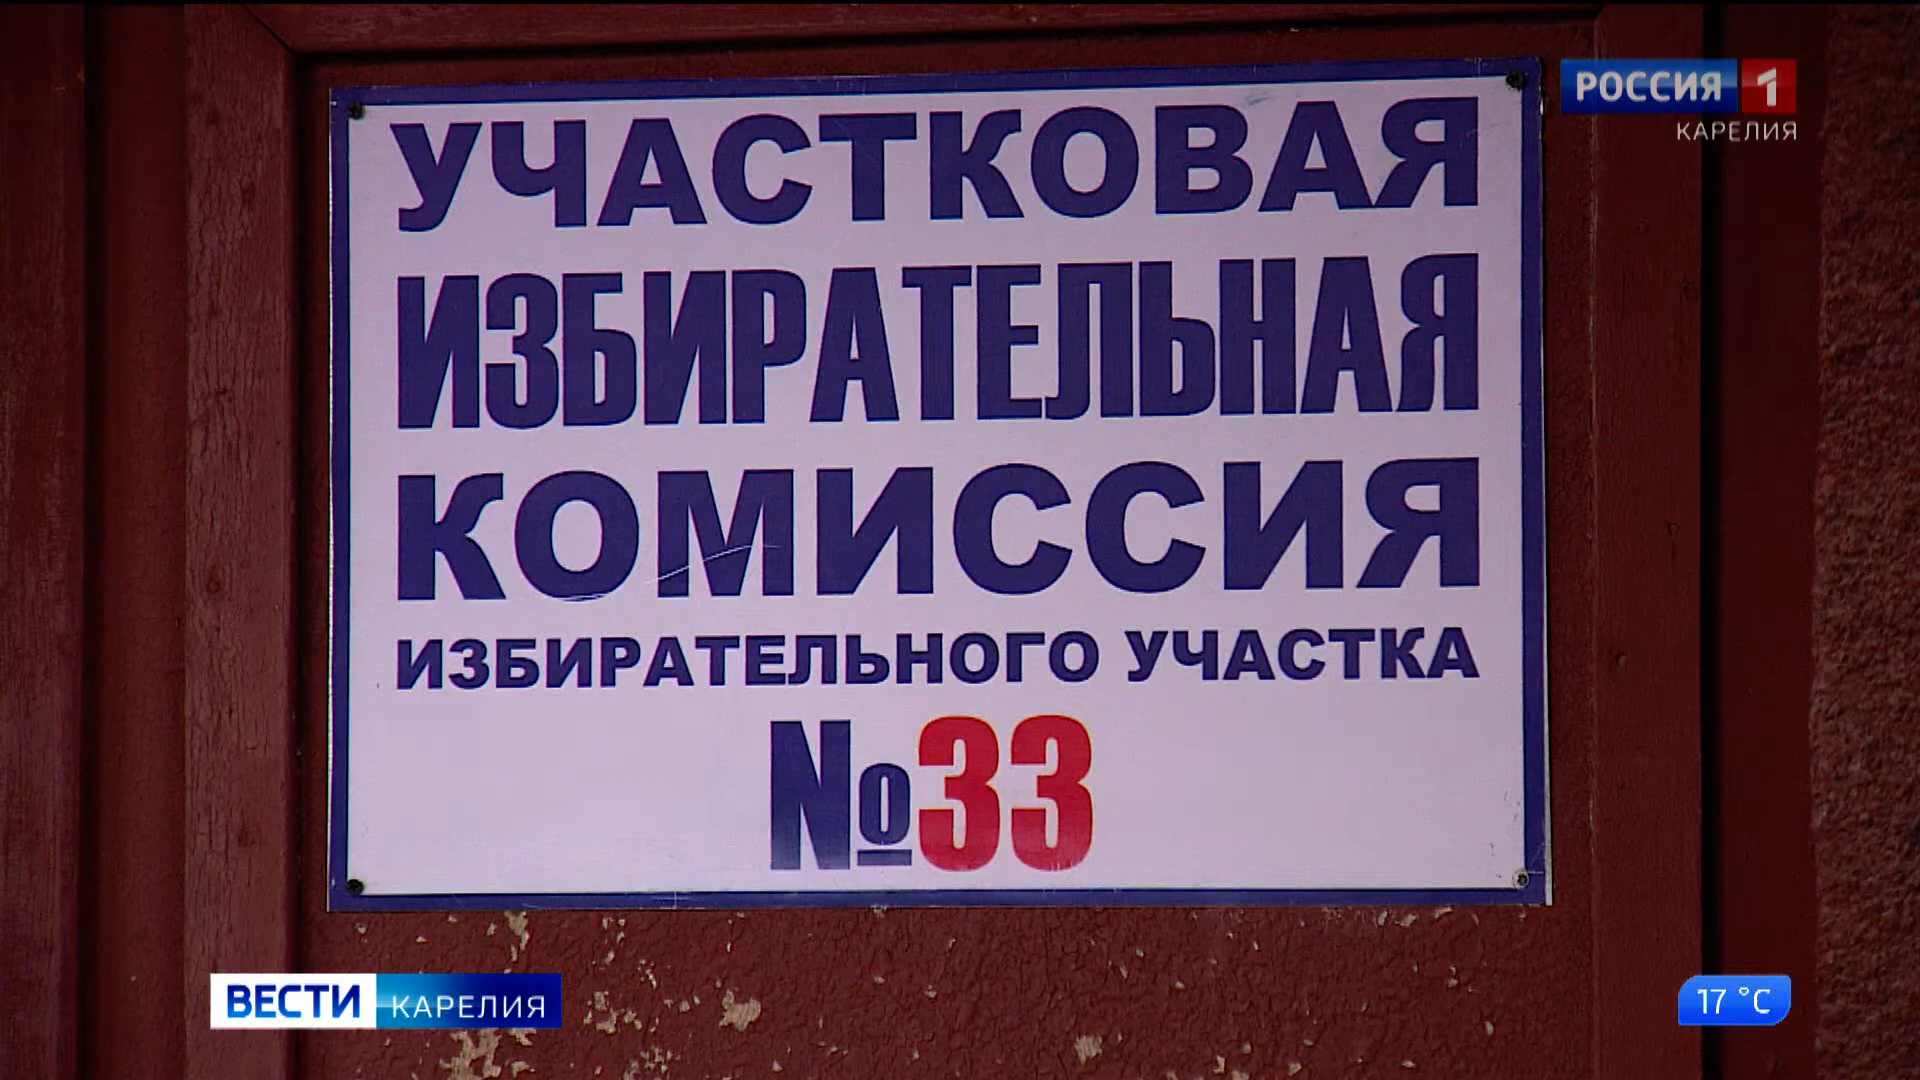 РОССИЯ 1
КАРЕЛИЯ
УЧАСТКОВАЯ
ИЗБИРАТЕЛЬНАЯ
КОМИССИЯ
ИЗБИРАТЕЛЬНОГО УЧАСТКА
№33
ВЕСТИ КАРЕЛИЯ
17 °C